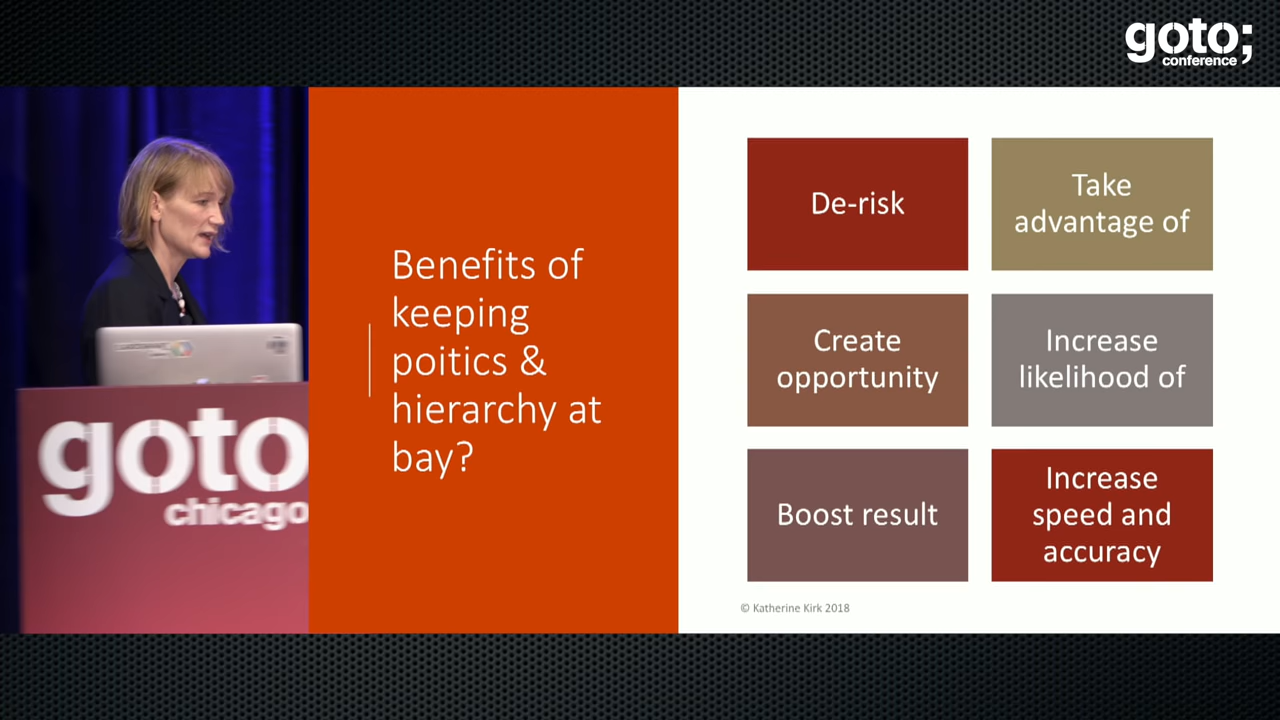 goto;
conference
goto
chicago
Benefits of
keeping
poitics &
hierarchy at
bay?
De-risk
Take
advantage of
Create
opportunity
Increase
likelihood of
Boost result
Increase
speed and
accuracy
© Katherine Kirk 2018